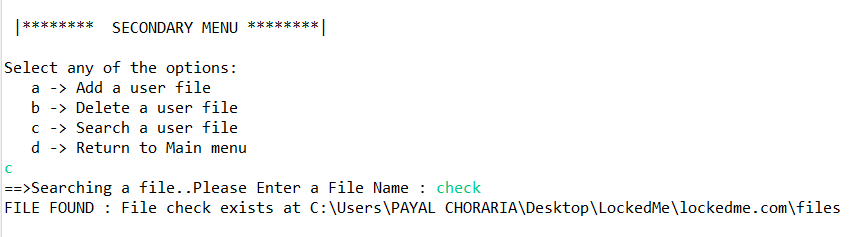 |******** SECONDARY MENU ********|
Select any of the options:
a -> Add a user file
b -> Delete a user file
c -> Search a user file
d -> Return to Main menu
c
==>Searching a file..Please Enter a File Name : check
FILE FOUND : File check exists at C:\Users\PAYAL CHORARIA\Desktop\LockedMe\lockedme.com\files